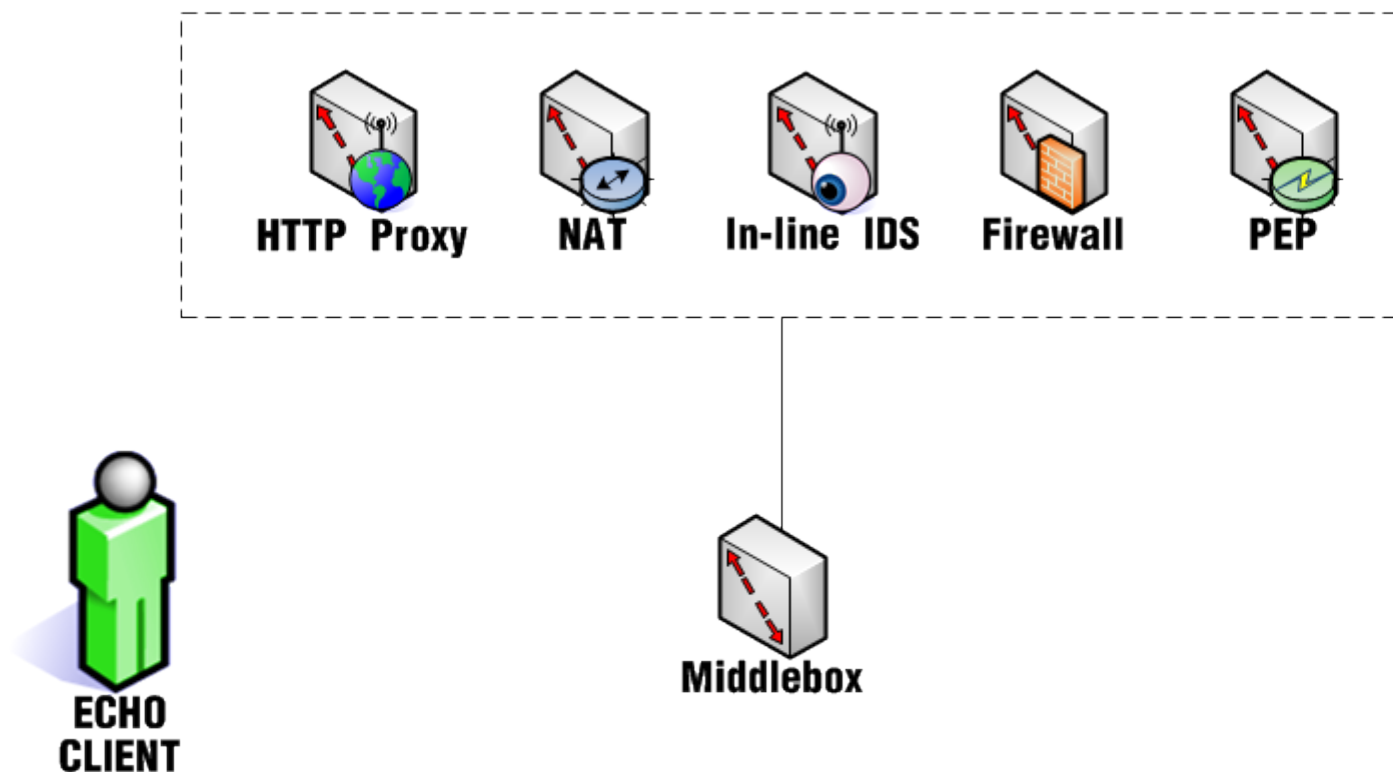 HTTP Proxy
NAT
In-line IDS
Firewall
PEP
Middlebox
ECHO
CLIENT